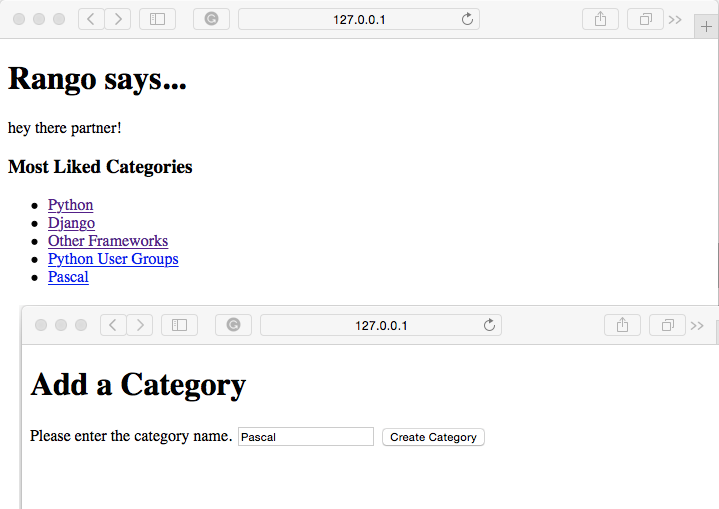 127.0.0.1
Rango says...
hey there partner!
Most Liked Categories
Python
Django
Other Frameworks
Python User Groups
Pascal
127.0.0.1
Add a Category
Please enter the category name. Pascal Create Category